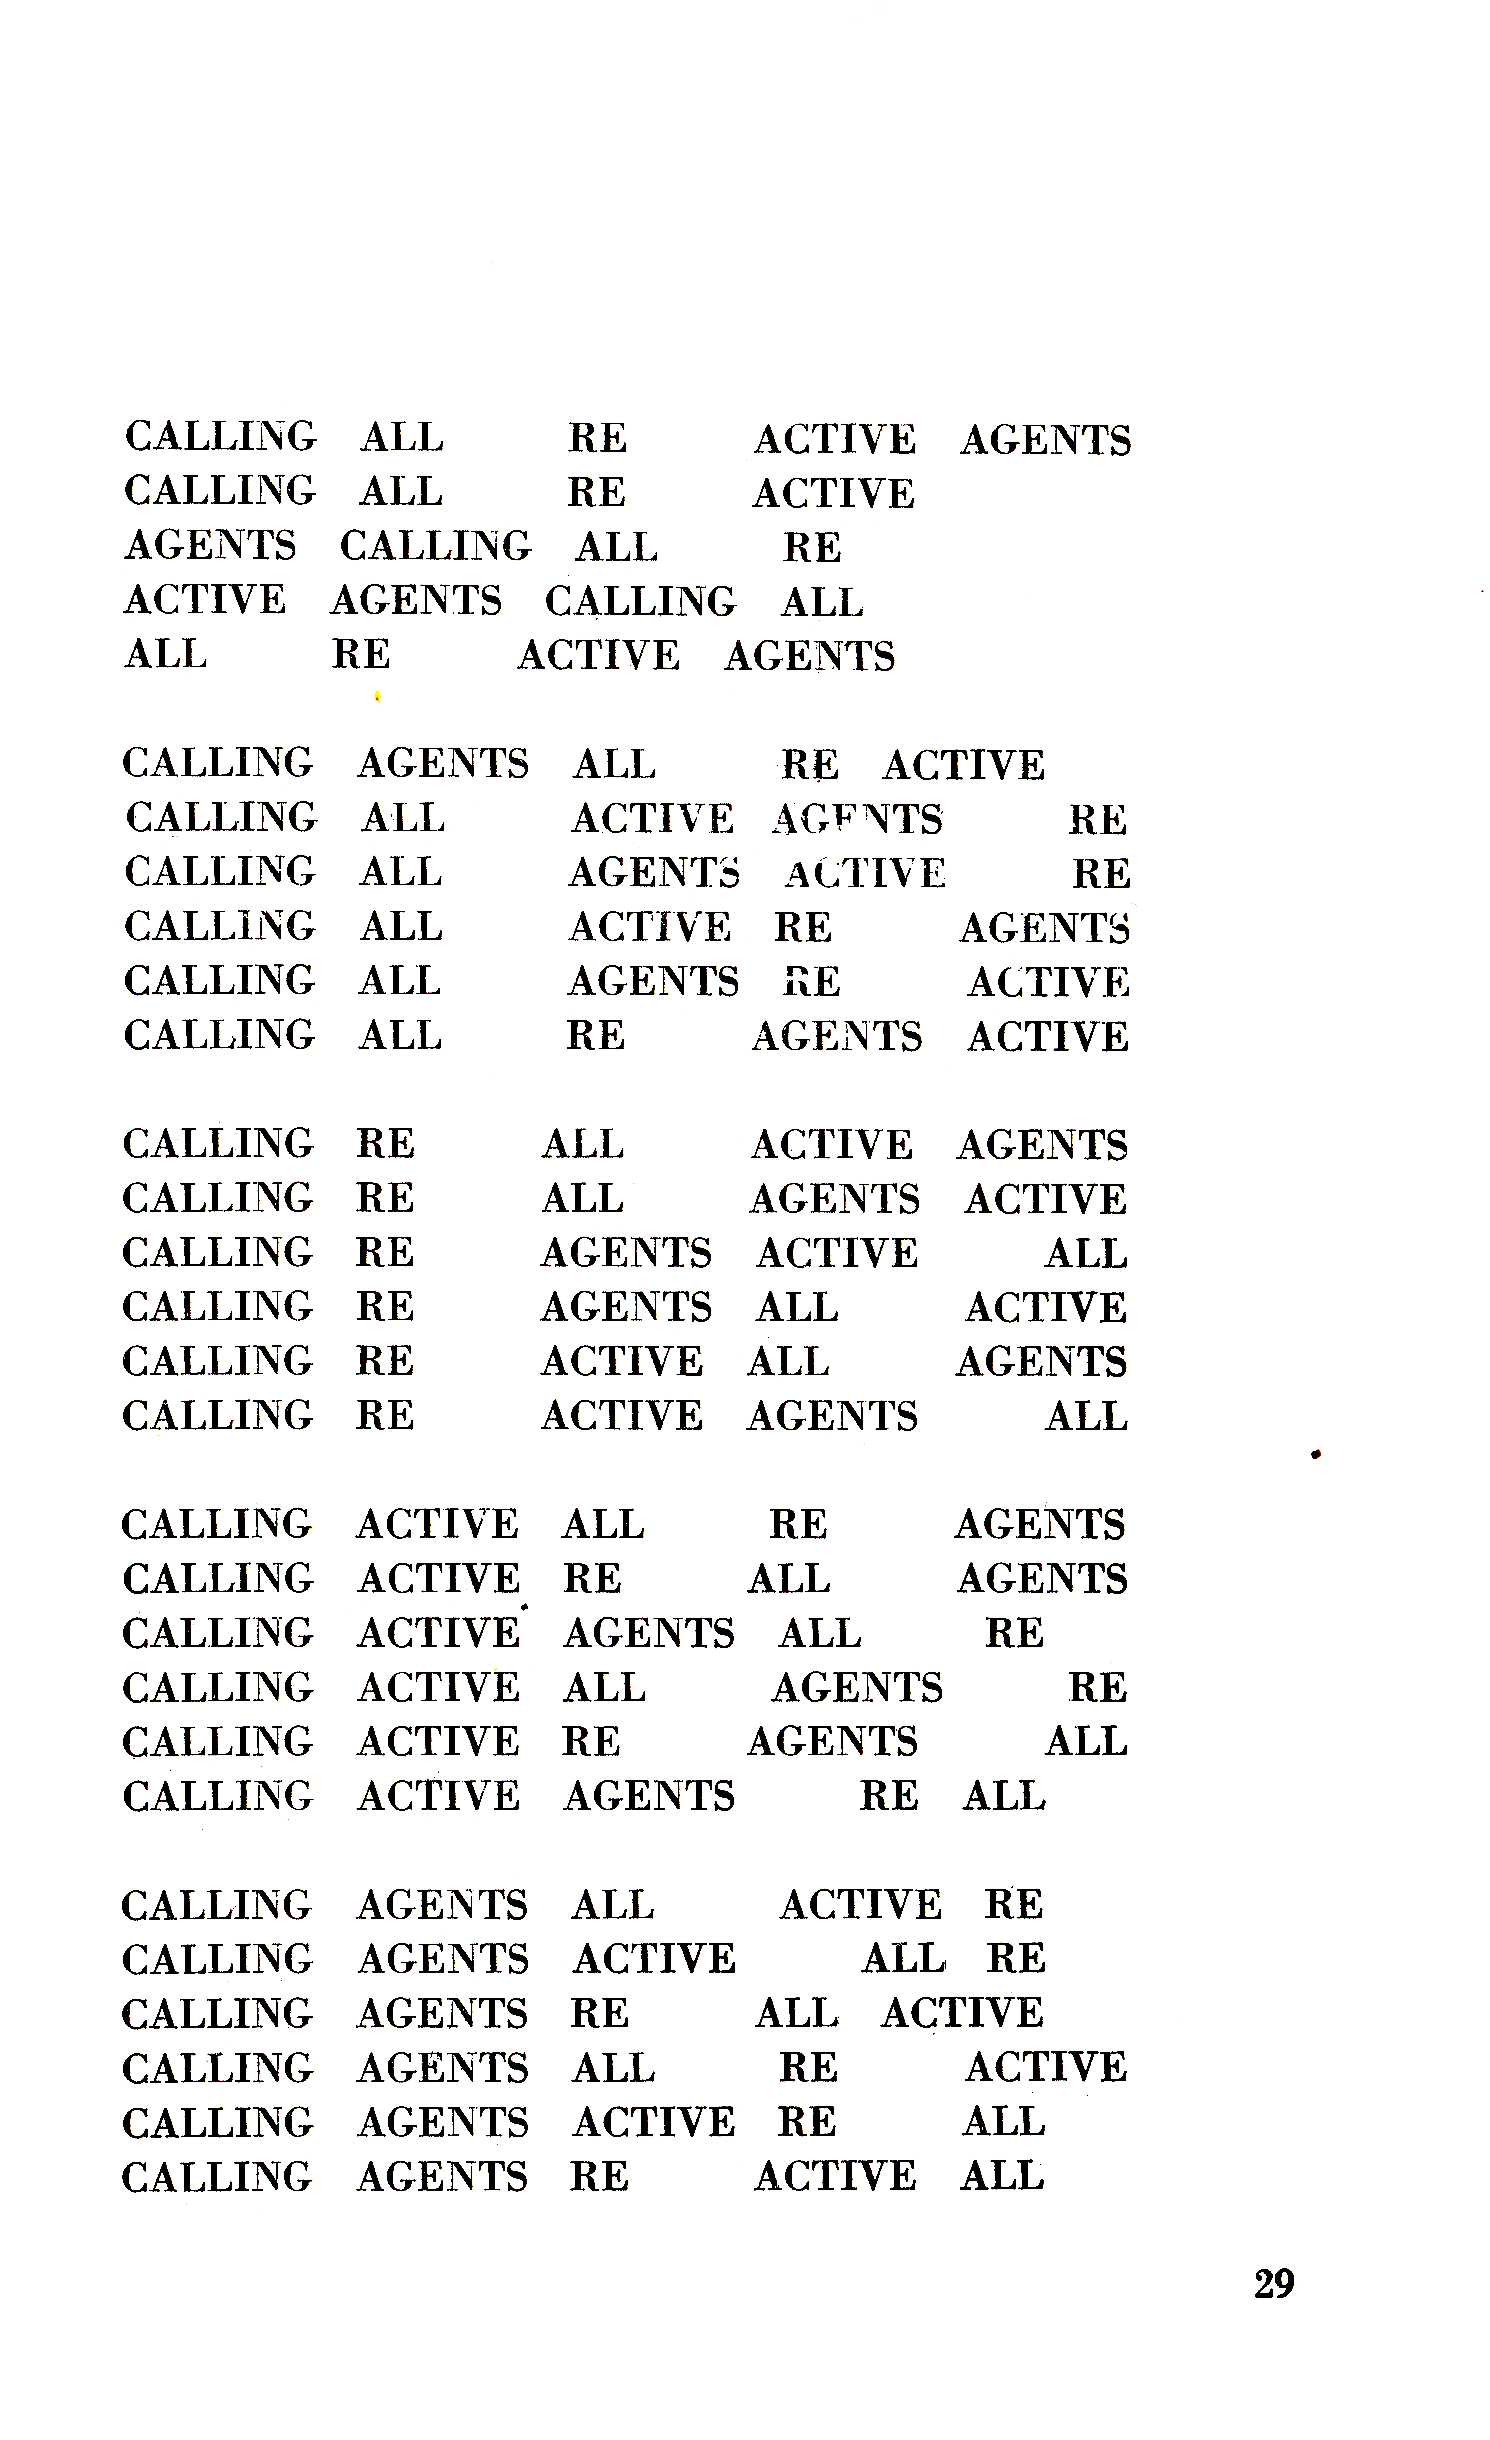 CALLING ALL RE ACTIVE AGENTS
CALLING ALL RE ACTIVE
AGENTS CALLING ALL RE
ACTIVE AGENTS CALLING ALL
ALL RE ACTIVE AGENTS
CALLING AGENTS ALL RE ACTIVE
CALLING ALL ACTIVE AGENTS RE
CALLING ALL AGENTS ACTIVE RE
CALLING ALL ACTIVE RE AGENTS
CALLING ALL AGENTS RE ACTIVE
CALLING ALL RE AGENTS ACTIVE
CALLING RE ALL ACTIVE AGENTS
CALLING RE ALL AGENTS ACTIVE
CALLING RE AGENTS ACTIVE ALL
CALLING RE AGENTS ALL ACTIVE
CALLING RE ACTIVE ALL AGENTS
CALLING RE ACTIVE AGENTS ALL
CALLING ACTIVE ALL RE AGENTS
CALLING ACTIVE RE ALL AGENTS
CALLING ACTIVE AGENTS ALL RE
CALLING ACTIVE ALL AGENTS RE
CALLING ACTIVE RE AGENTS ALL
CALLING ACTIVE AGENTS RE ALL
CALLING AGENTS ALL ACTIVE RE
CALLING AGENTS ACTIVE ALL RE
CALLING AGENTS RE ALL ACTIVE
CALLING AGENTS ALL RE ACTIVE
CALLING AGENTS ACTIVE RE ALL
CALLING AGENTS RE ACTIVE ALL
29